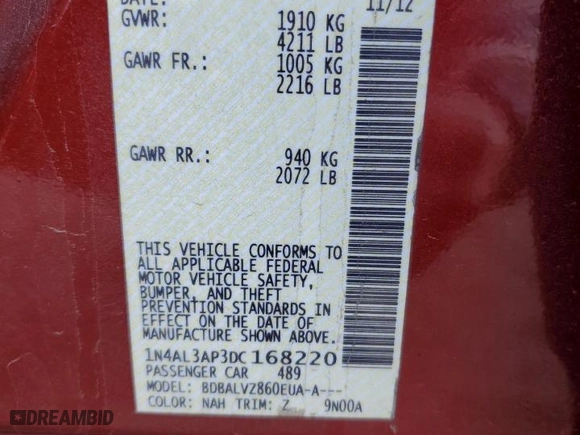 DATE: 11/12
GVWR: 1910 KG
4211 LB
GAWR FR.: 1005 KG
2216 LB
GAWR RR.: 940 KG
2072 LB
THIS VEHICLE CONFORMS TO
ALL APPLICABLE FEDERAL
MOTOR VEHICLE SAFETY,
BUMPER, AND THEFT
PREVENTION STANDARDS IN
EFFECT ON THE DATE OF
MANUFACTURE SHOWN ABOVE.
1N4AL3AP3DC168220
PASSENGER CAR 489
MODEL: BDBALVZ860EUA-A---
COLOR: NAH TRIM: Z 9N00A
DREAMBID